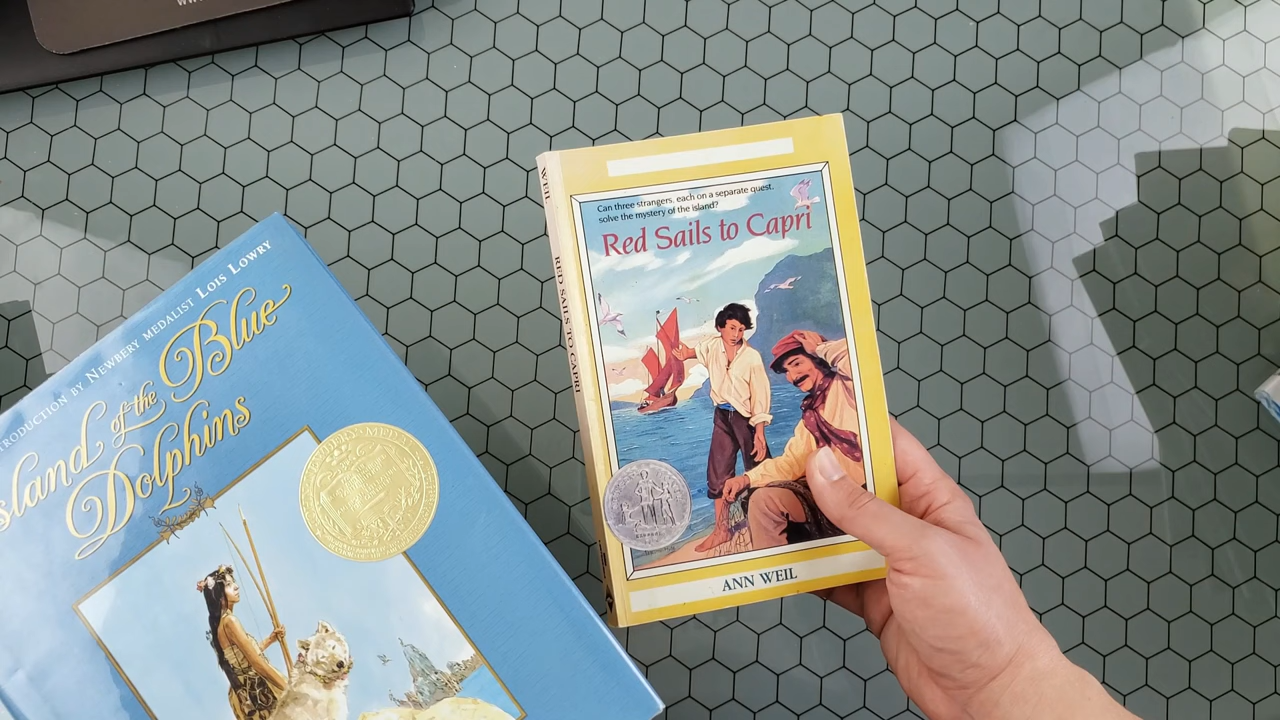 INTRODUCTION BY NEWBERY MEDALIST LOIS LOWRY
Island of the Blue
Dolphins
WEIL
RED SAILS TO CAPRI
Can three strangers, each on a separate quest,
solve the mystery of the island?
Red Sails to Capri
ANN WEIL